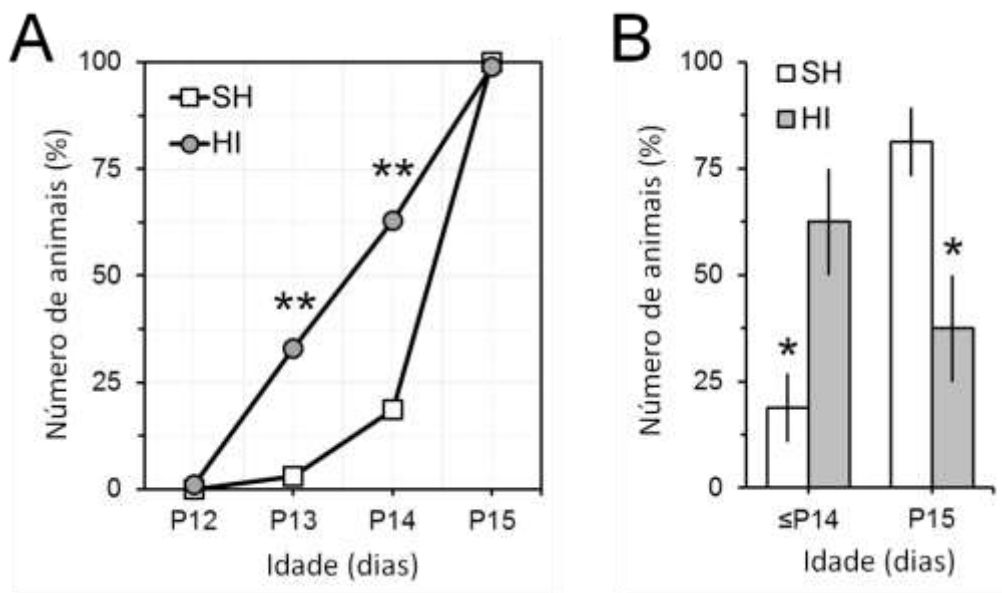 A
Número de animais (%)
100
75
50
25
0
SH
HI
**
**
P12 P13 P14 P15
Idade (dias)
B
Número de animais (%)
100
75
50
25
0
SH
HI
*
*
≤P14 P15
Idade (dias)